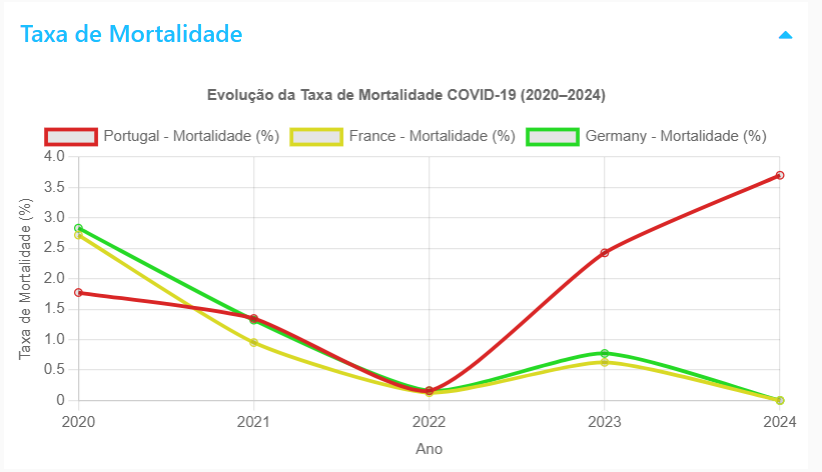 Taxa de Mortalidade
Evolução da Taxa de Mortalidade COVID-19 (2020–2024)
Portugal - Mortalidade (%) France - Mortalidade (%) Germany - Mortalidade (%)
Taxa de Mortalidade (%)
4.0
3.5
3.0
2.5
2.0
1.5
1.0
0.5
0
2020 2021 2022 2023 2024
Ano